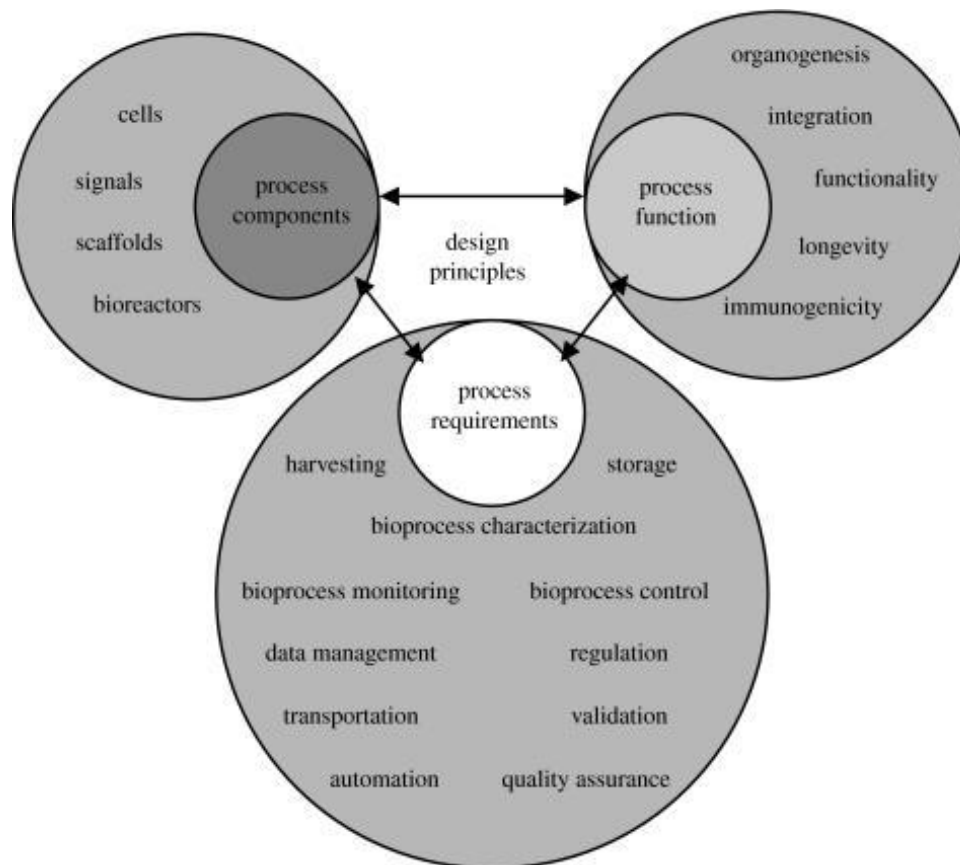 cells
signals
scaffolds
bioreactors
process
components
design
principles
organogenesis
integration
functionality
longevity
immunogenicity
process
function
process
requirements
harvesting
storage
bioprocess characterization
bioprocess monitoring
bioprocess control
data management
regulation
transportation
validation
automation
quality assurance